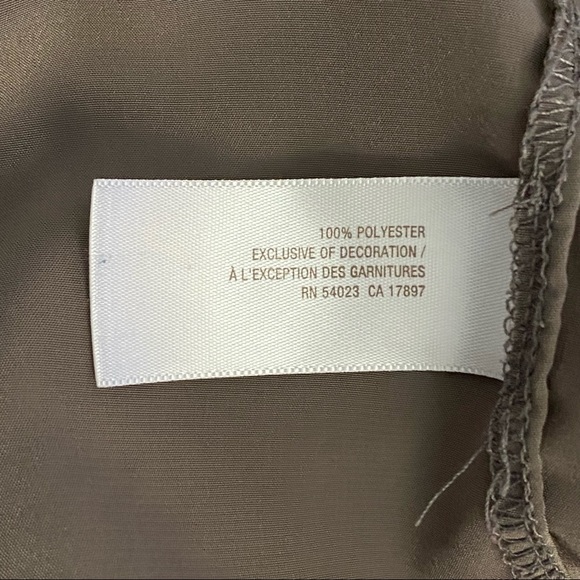 100% POLYESTER
EXCLUSIVE OF DECORATION /
À L'EXCEPTION DES GARNITURES
RN 54023 CA 17897